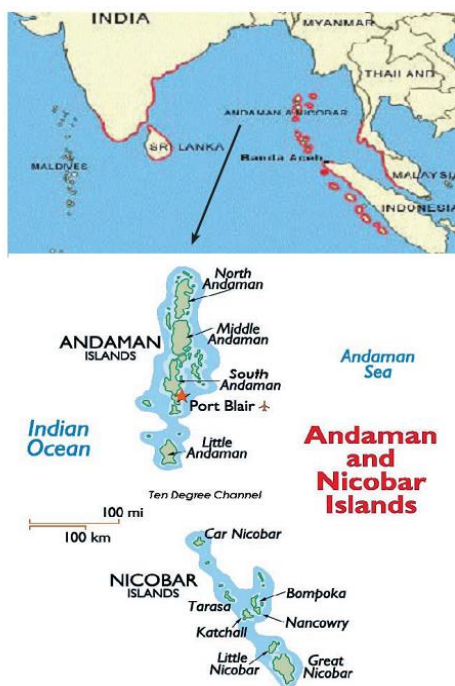 INDIA
MYANMAR
THAILAND
ANDAMAN & NICOBAR
SRI LANKA
MALDIVES
Banda Aceh
MALAYSIA
INDONESIA
North
Andaman
ANDAMAN
ISLANDS
Middle
Andaman
Andaman
Sea
South
Andaman
Port Blair
Indian
Ocean
Little
Andaman
Andaman
and
Nicobar
Islands
Ten Degree Channel
100 mi
100 km
Car Nicobar
NICOBAR
ISLANDS
Bompoka
Tarasa
Nancowry
Katchall
Little
Nicobar
Great
Nicobar